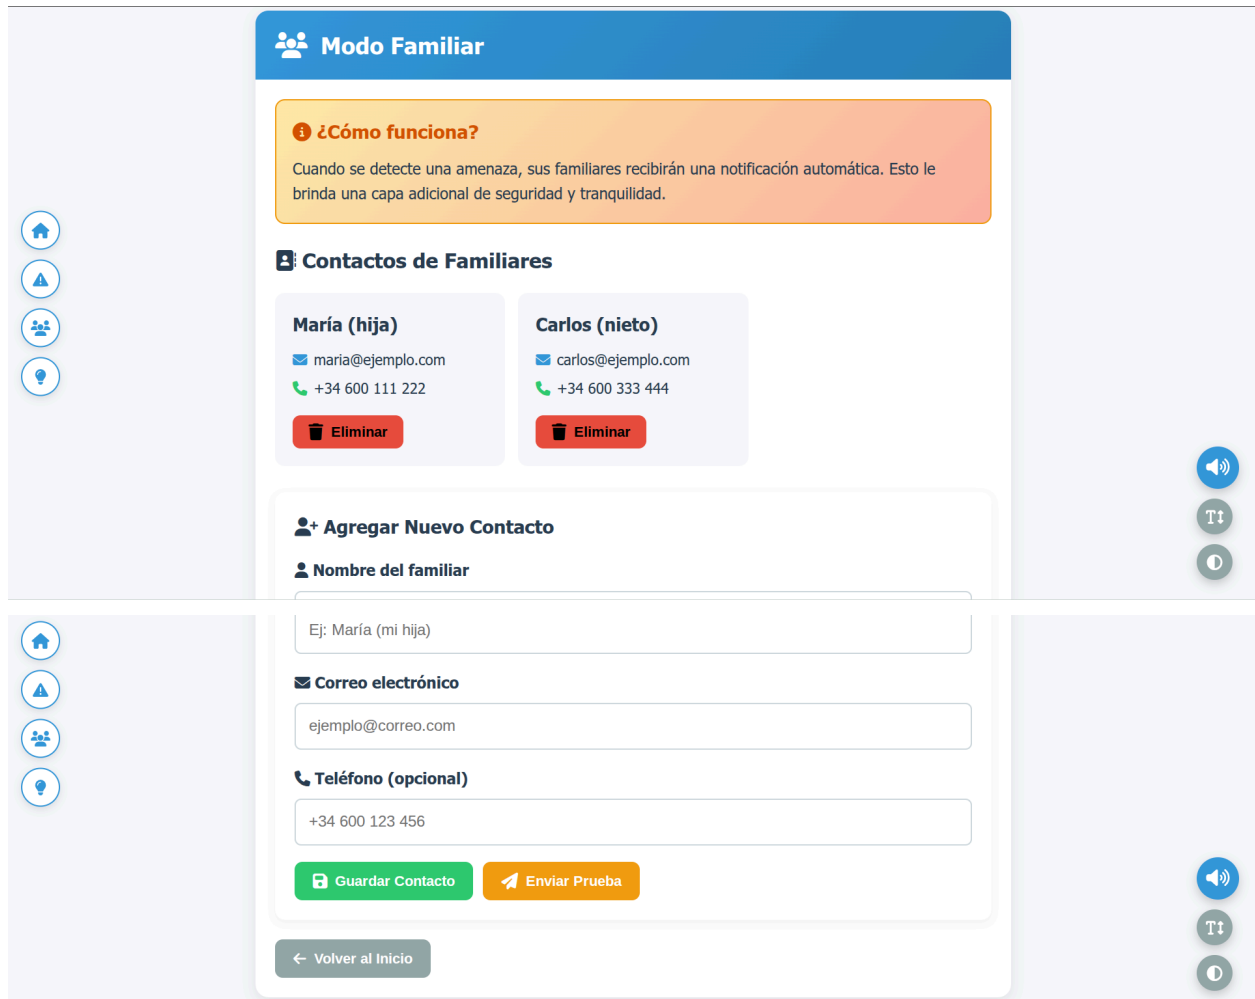 Modo Familiar
¿Cómo funciona?
Cuando se detecte una amenaza, sus familiares recibirán una notificación automática. Esto le
brinda una capa adicional de seguridad y tranquilidad.
Contactos de Familiares
María (hija)
maria@ejemplo.com
+34 600 111 222
Eliminar
Carlos (nieto)
carlos@ejemplo.com
+34 600 333 444
Eliminar
Agregar Nuevo Contacto
Nombre del familiar
Ej: María (mi hija)
Correo electrónico
ejemplo@correo.com
Teléfono (opcional)
+34 600 123 456
Guardar Contacto
Enviar Prueba
Volver al Inicio